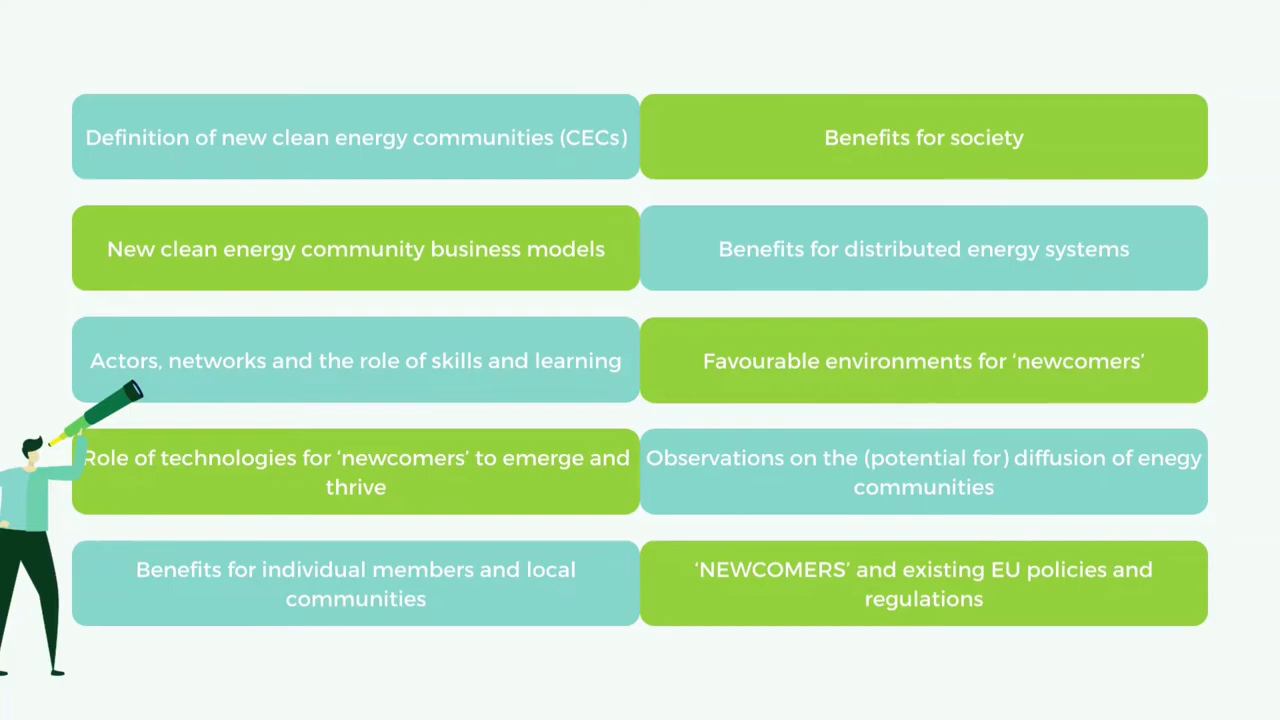 Definition of new clean energy communities (CECs)
New clean energy community business models
Actors, networks and the role of skills and learning
Role of technologies for ‘newcomers’ to emerge and
thrive
Benefits for individual members and local
communities
Benefits for society
Benefits for distributed energy systems
Favourable environments for ‘newcomers’
Observations on the (potential for) diffusion of enegy
communities
‘NEWCOMERS’ and existing EU policies and
regulations